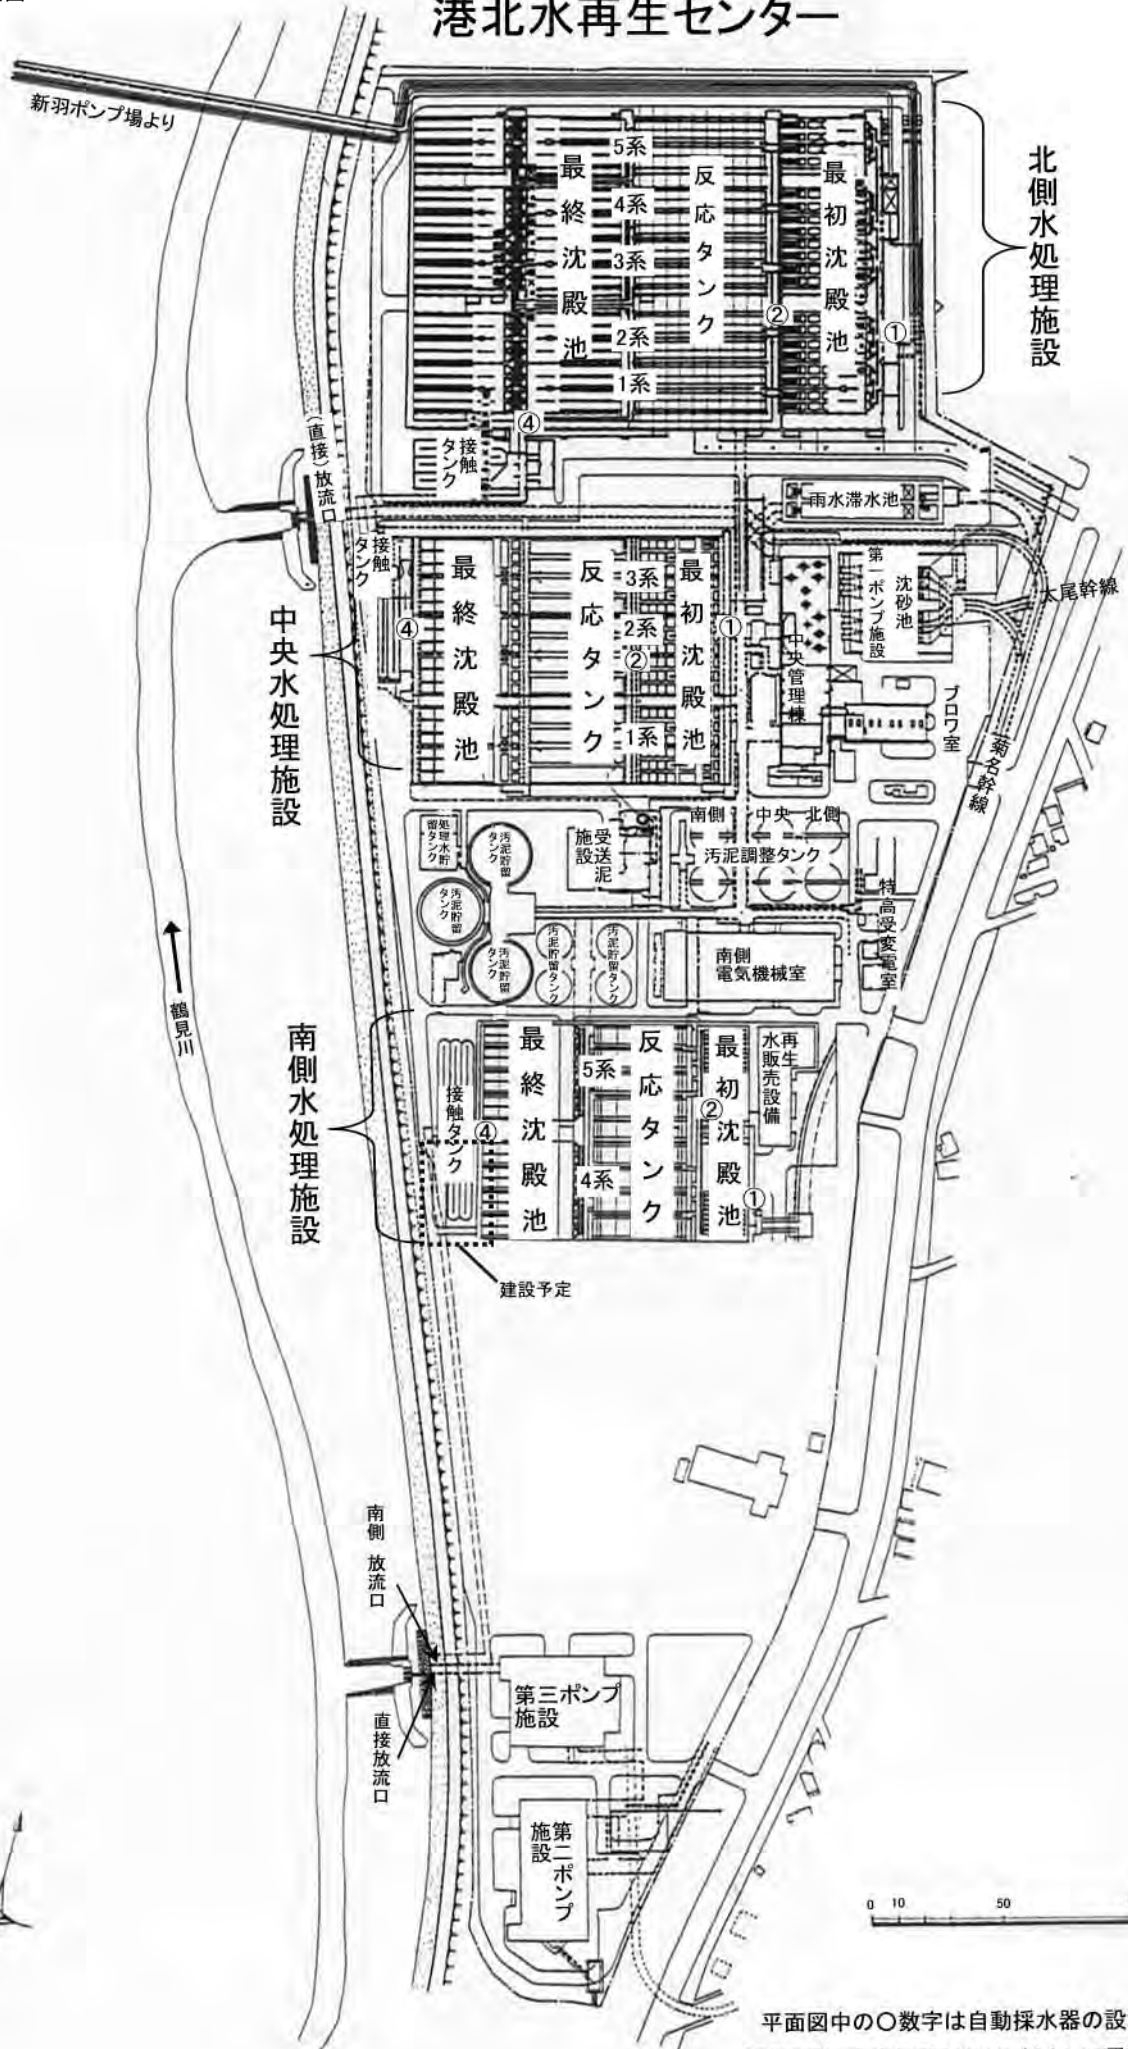 港北水再生センター
新羽ポンプ場より
5系
4系
3系
2系
1系
最終沈殿池
反応タンク
最初沈殿池
②
①
④
北側水処理施設
接触タンク
(直接)放流口
雨水滞水池
接触タンク
最終沈殿池
反応タンク
3系
2系
1系
最初沈殿池
④
②
①
中央水処理施設
中央管理棟
第一ポンプ施設
沈砂池
太尾幹線
ブロワ室
菊名幹線
処理水貯留タンク
汚泥貯留タンク
汚泥貯留タンク
汚泥貯留タンク
汚泥貯留タンク
汚泥貯留タンク
受送泥施設
南側
中央
北側
汚泥調整タンク
特高受変電室
南側電気機械室
鶴見川
南側水処理施設
接触タンク
④
最終沈殿池
5系
4系
反応タンク
最初沈殿池
②
①
再生水販売設備
建設予定
南側 放流口
直接放流口
第三ポンプ施設
第二ポンプ施設
0 10 50
平面図中の〇数字は自動採水器の設